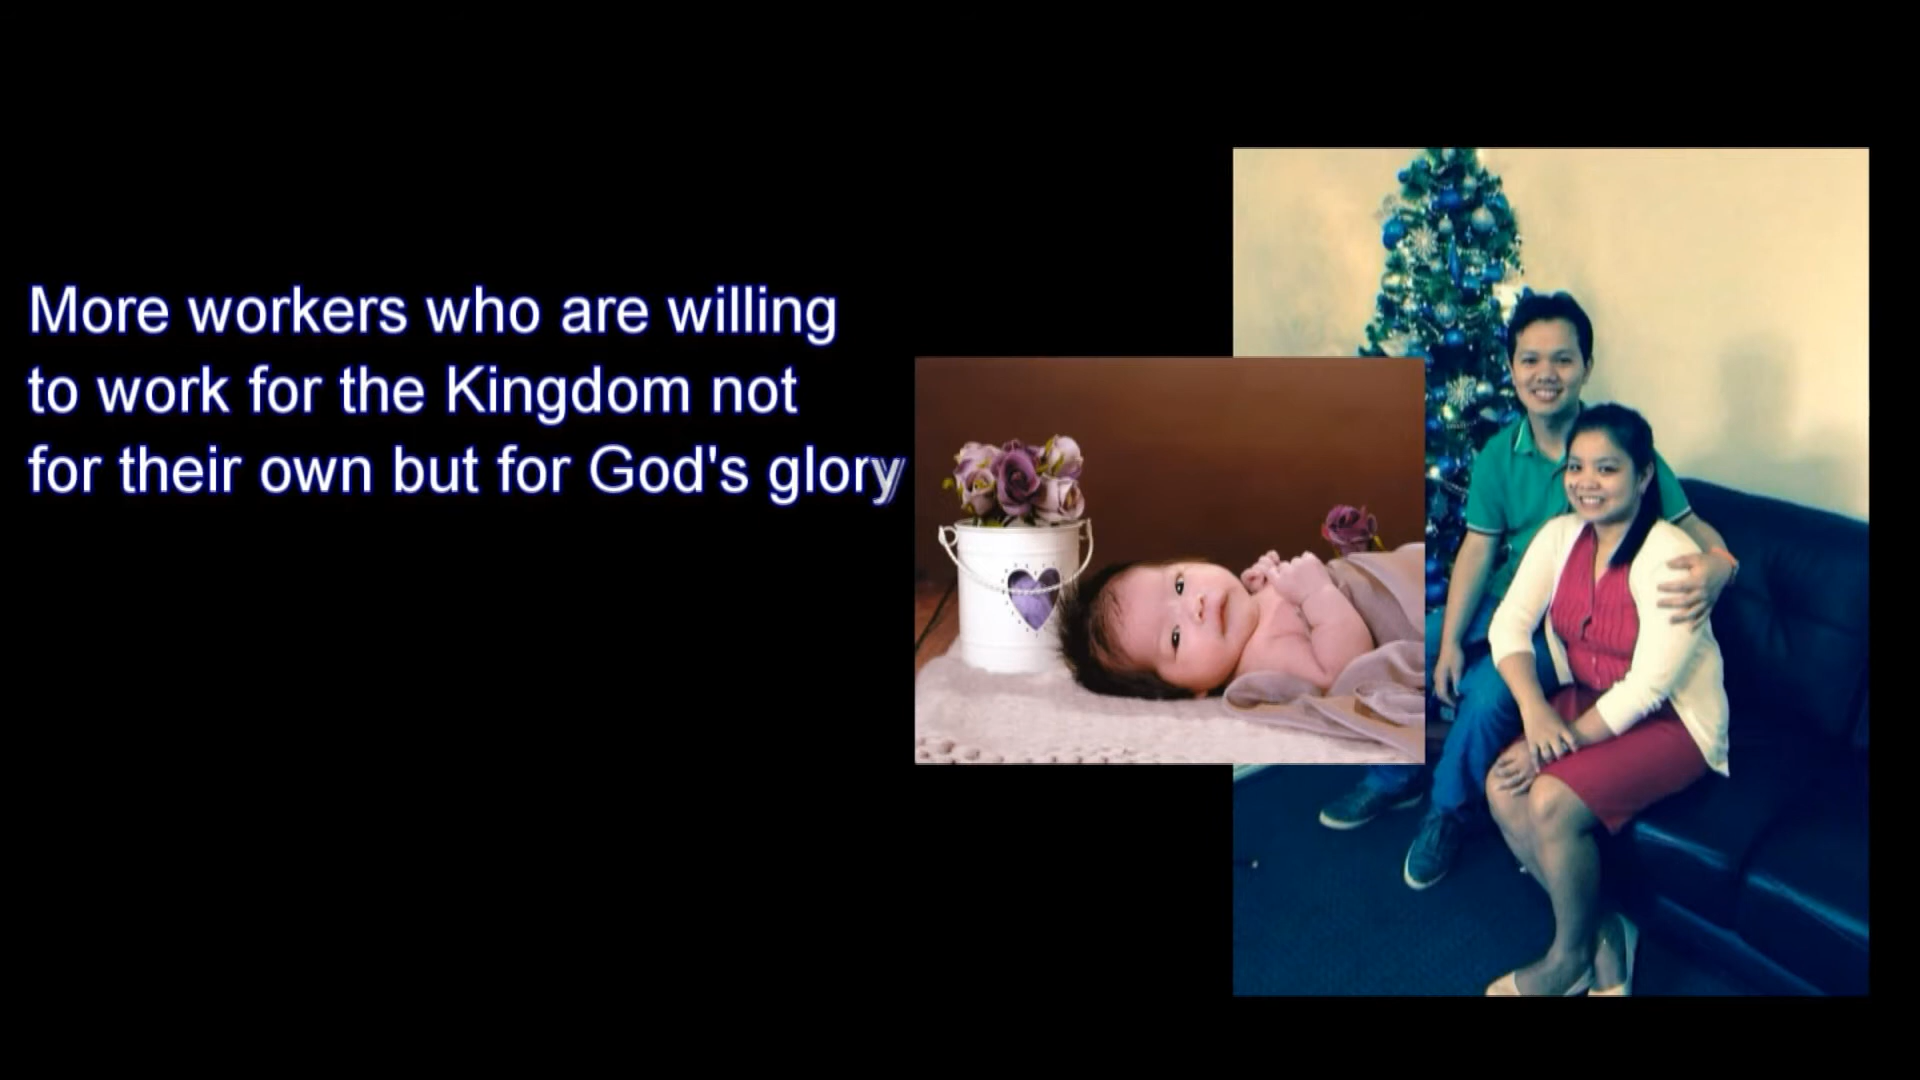 More workers who are willing
to work for the Kingdom not
for their own but for God's glory